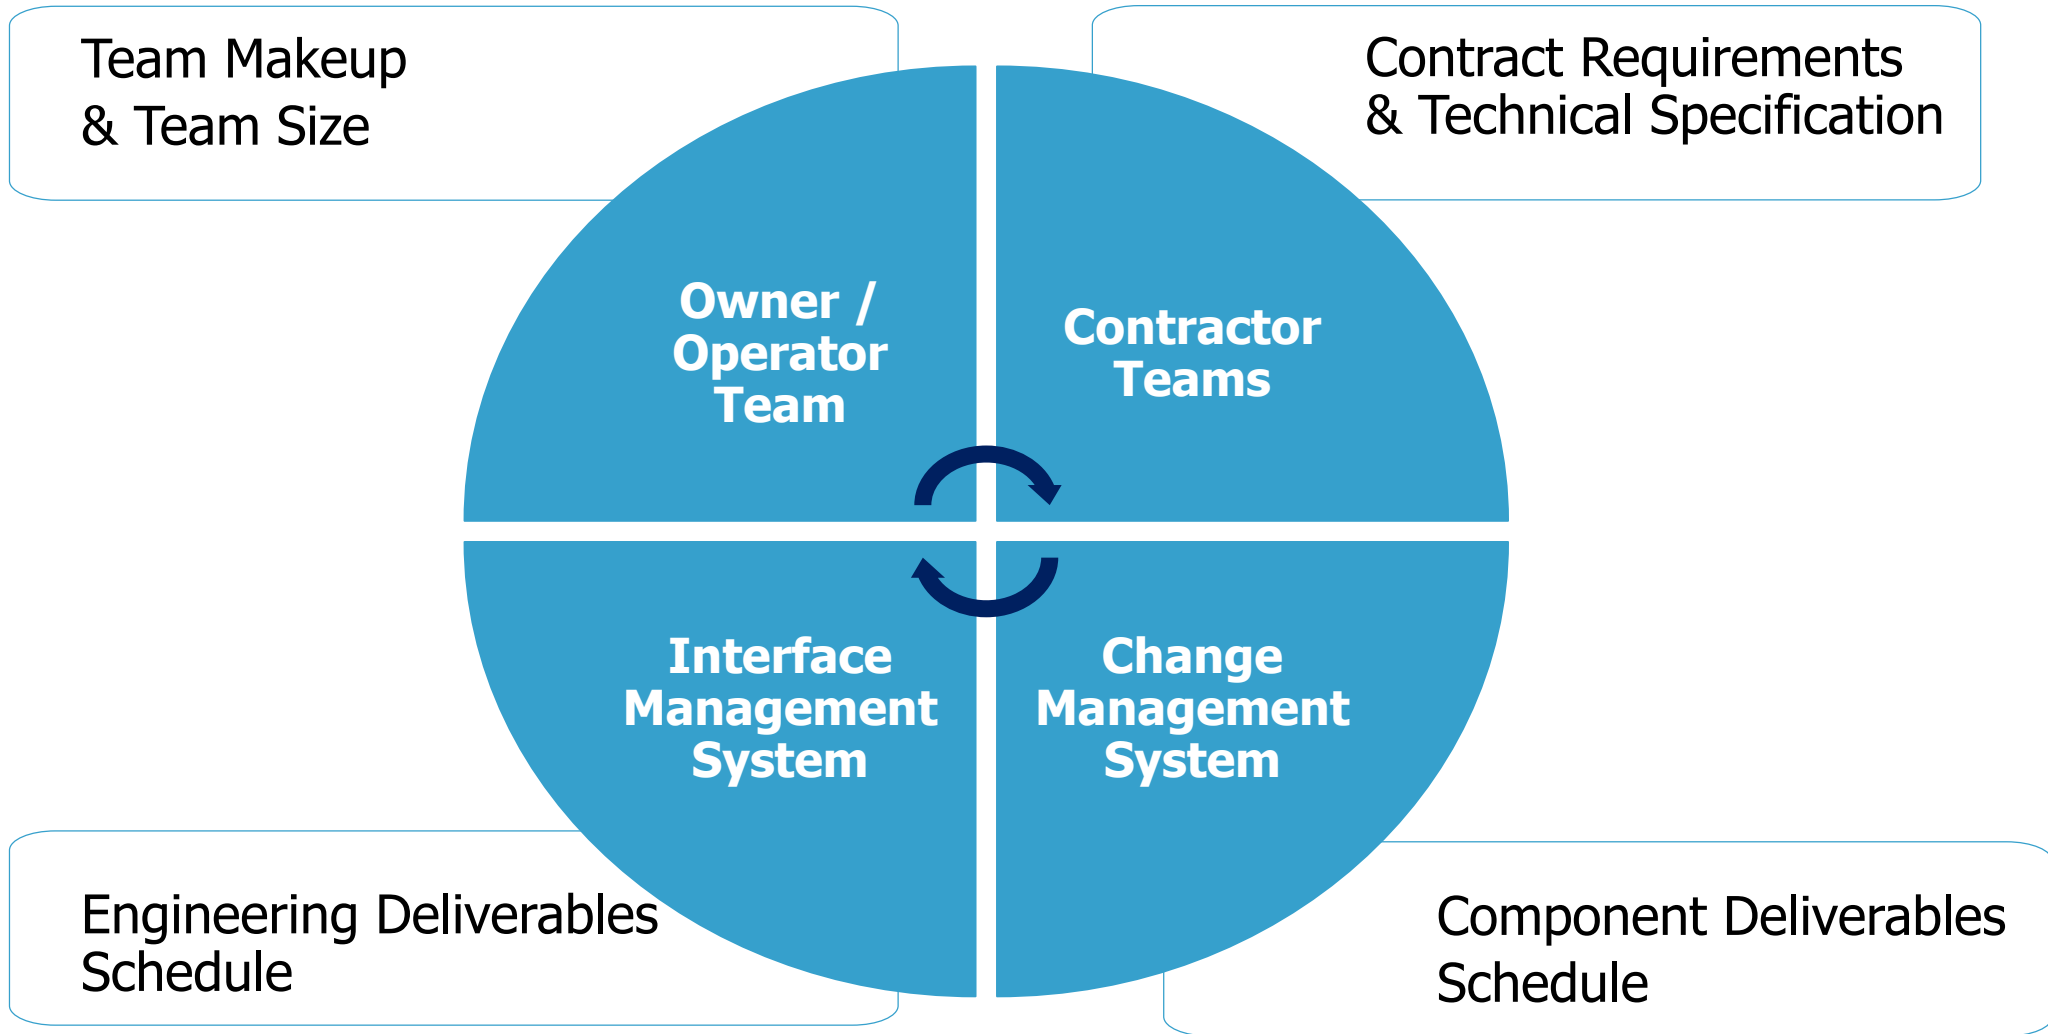 Team Makeup
& Team Size
Contract Requirements
& Technical Specification
Owner /
Operator
Team
Contractor
Teams
Interface
Management
System
Change
Management
System
Engineering Deliverables
Schedule
Component Deliverables
Schedule